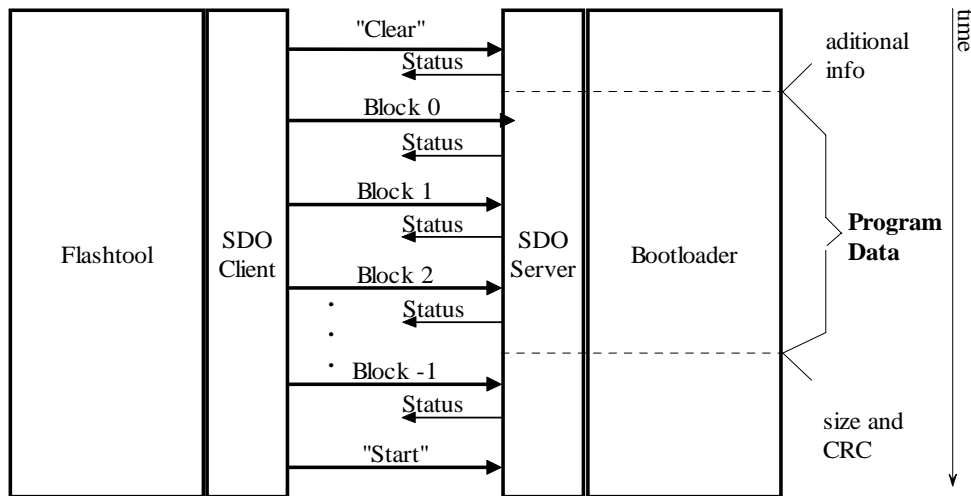 "Clear"
Status
Block 0
Status
Block 1
Status
Block 2
Status
.
.
.
Block -1
Status
"Start"
Flashtool
SDO
Client
SDO
Server
Bootloader
aditional
info
Program
Data
size and
CRC
time